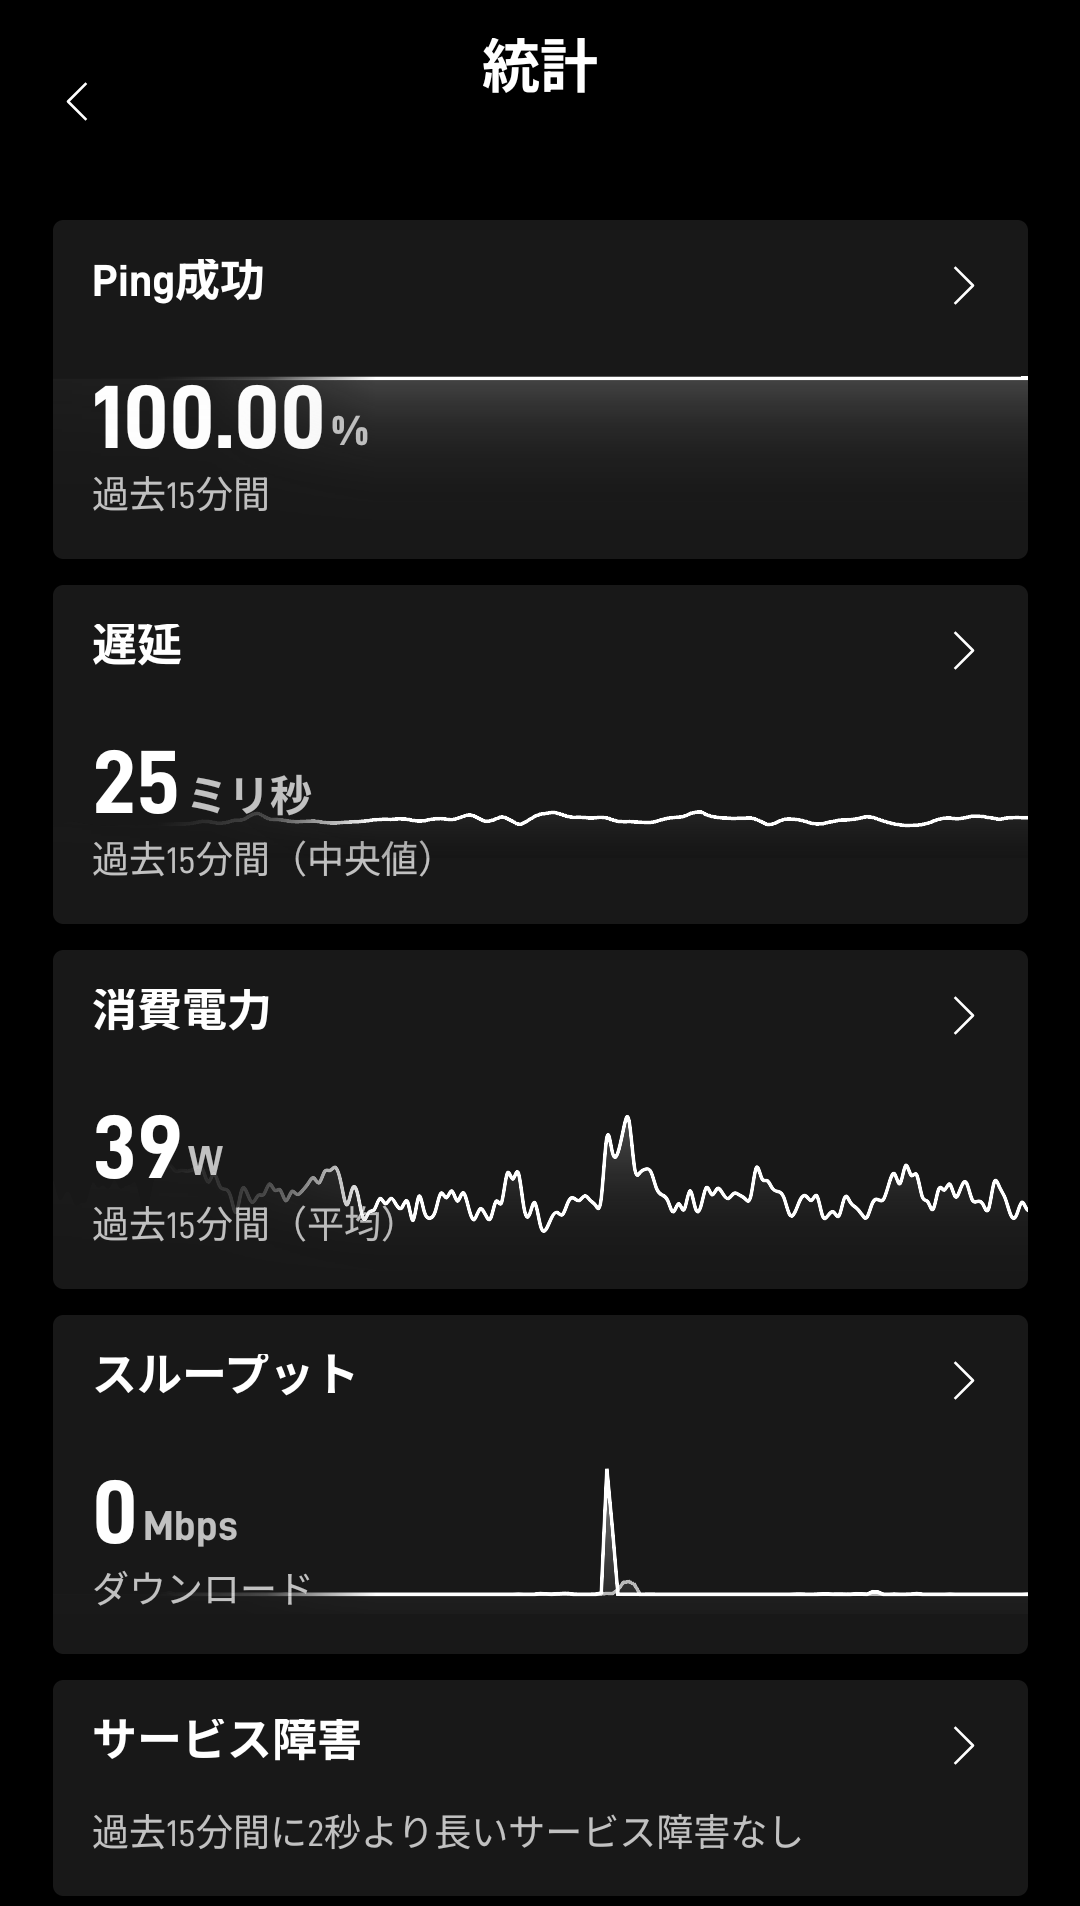 統計
Ping成功
100.00 %
過去15分間
遅延
25 ミリ秒
過去15分間（中央値）
消費電力
39 W
過去15分間（平均）
スループット
0 Mbps
ダウンロード
サービス障害
過去15分間に2秒より長いサービス障害なし